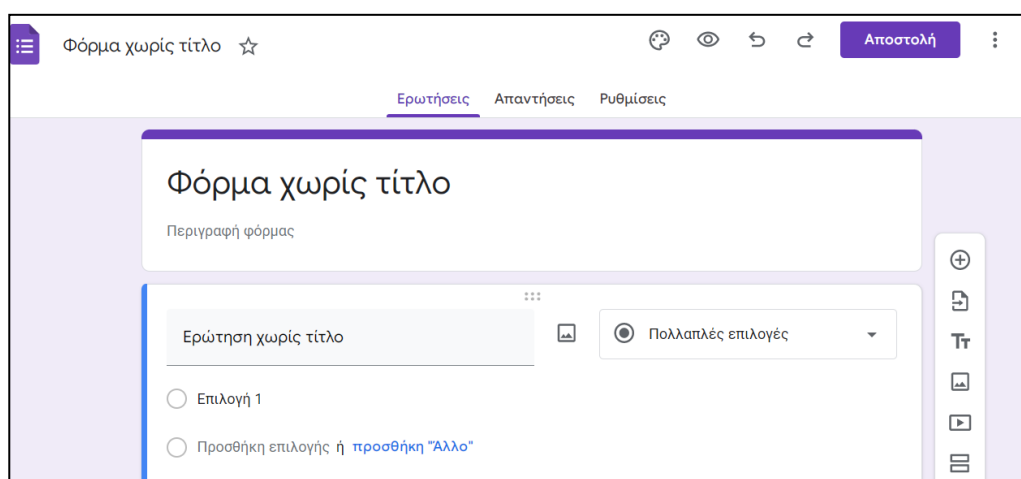 Φόρμα χωρίς τίτλο
Αποστολή
Ερωτήσεις Απαντήσεις Ρυθμίσεις
Φόρμα χωρίς τίτλο
Περιγραφή φόρμας
Ερώτηση χωρίς τίτλο
Πολλαπλές επιλογές
Tт
Επιλογή 1
Προσθήκη επιλογής ή προσθήκη "Άλλο"